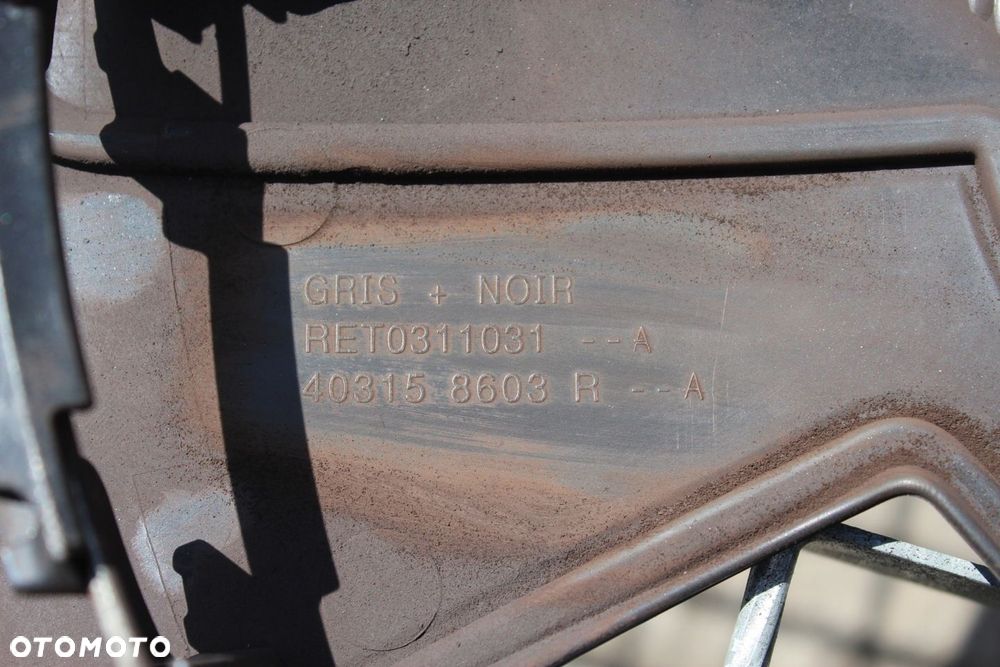 GRIS + NOIR
RET0311031 --A
40315 8603 R --A
OTOMOTO